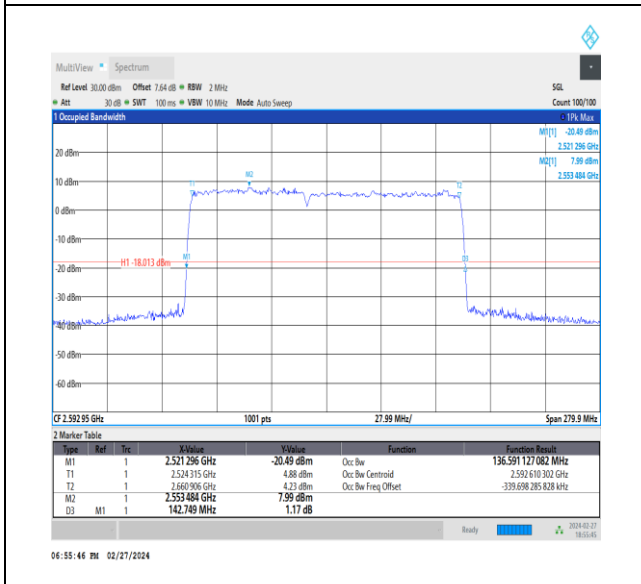 MultiView Spectrum
Ref Level 30.00 dBm Offset 7.64 dB RBW 2 MHz SGL
Att 30 dB SWT 100 ms VBW 10 MHz Mode Auto Sweep Count 100/100
1 Occupied Bandwidth 1Pk Max
M1[1] -20.49 dBm
2.521 296 GHz
M2[1] 7.99 dBm
2.553 484 GHz
20 dBm
M2
T1 T2
10 dBm
0 dBm
-10 dBm
M1 D3
H1 -18.013 dBm
-20 dBm
-30 dBm
-40 dBm
-50 dBm
-60 dBm
CF 2.592 95 GHz 1001 pts 27.99 MHz/ Span 279.9 MHz
2 Marker Table
Type Ref Trc X-Value Y-Value Function Function Result
M1 1 2.521 296 GHz -20.49 dBm Occ Bw 136.591 127 082 MHz
T1 1 2.524 315 GHz 4.88 dBm Occ Bw Centroid 2.592 610 302 GHz
T2 1 2.660 906 GHz 4.23 dBm Occ Bw Freq Offset -339.698 285 828 kHz
M2 1 2.553 484 GHz 7.99 dBm
D3 M1 1 142.749 MHz 1.17 dB
Ready 2024-02-27
18:55:45
06:55:46 PM 02/27/2024